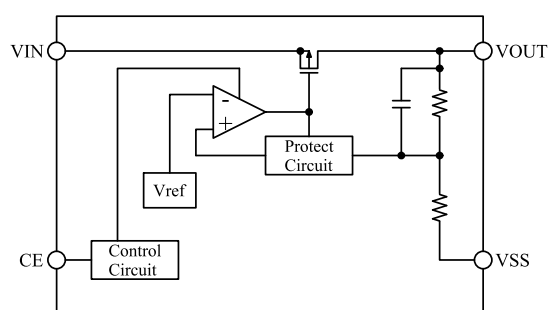 VIN
VOUT
-
+
Protect
Circuit
Vref
CE
Control
Circuit
VSS